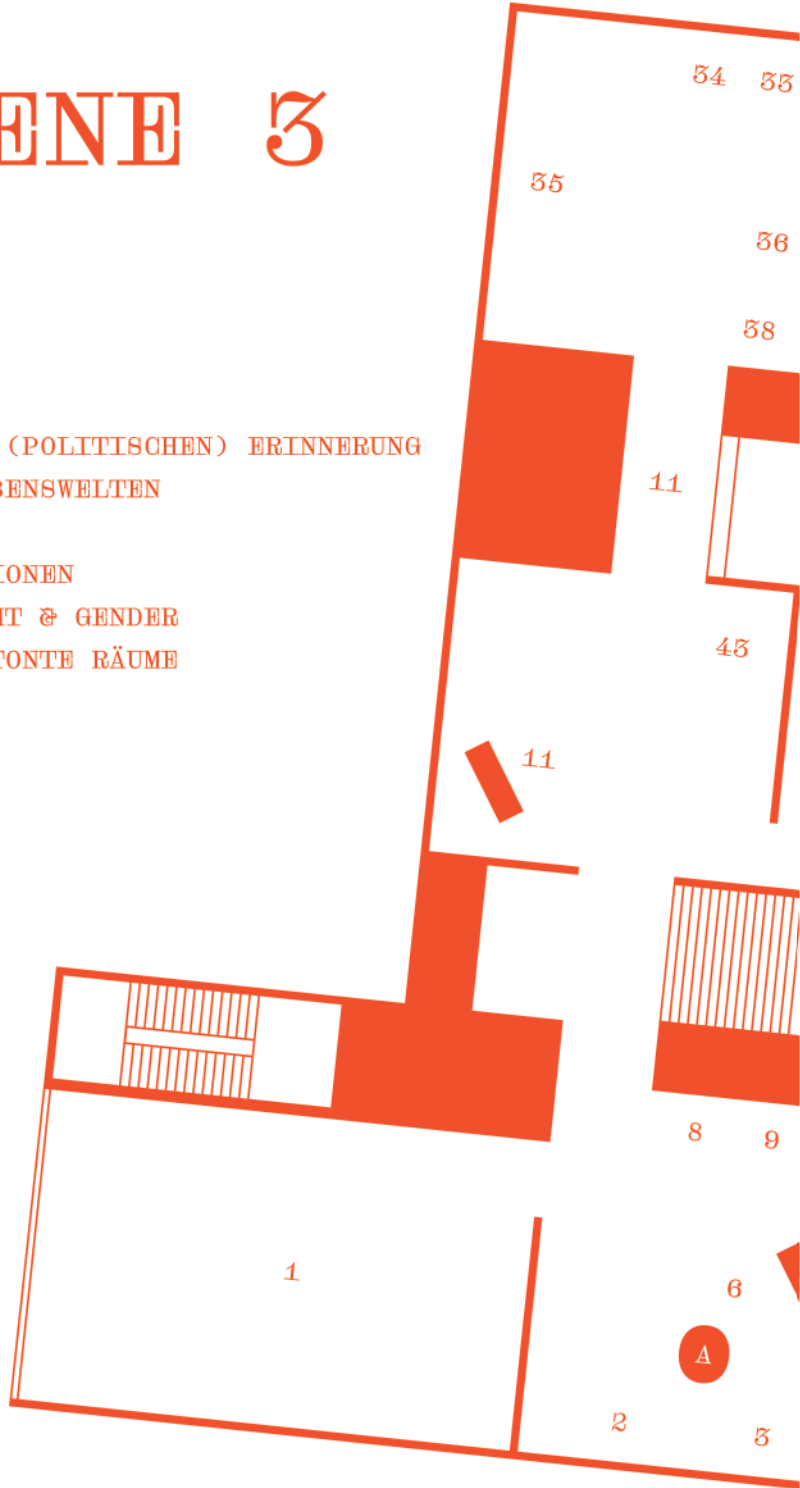 ENE 3
34 33
35
36
38
(POLITISCHEN) ERINNERUNG
BENSWELTEN
11
IONEN
IT & GENDER
43
TONTE RÄUME
11
8 9
1
6
A
2
3